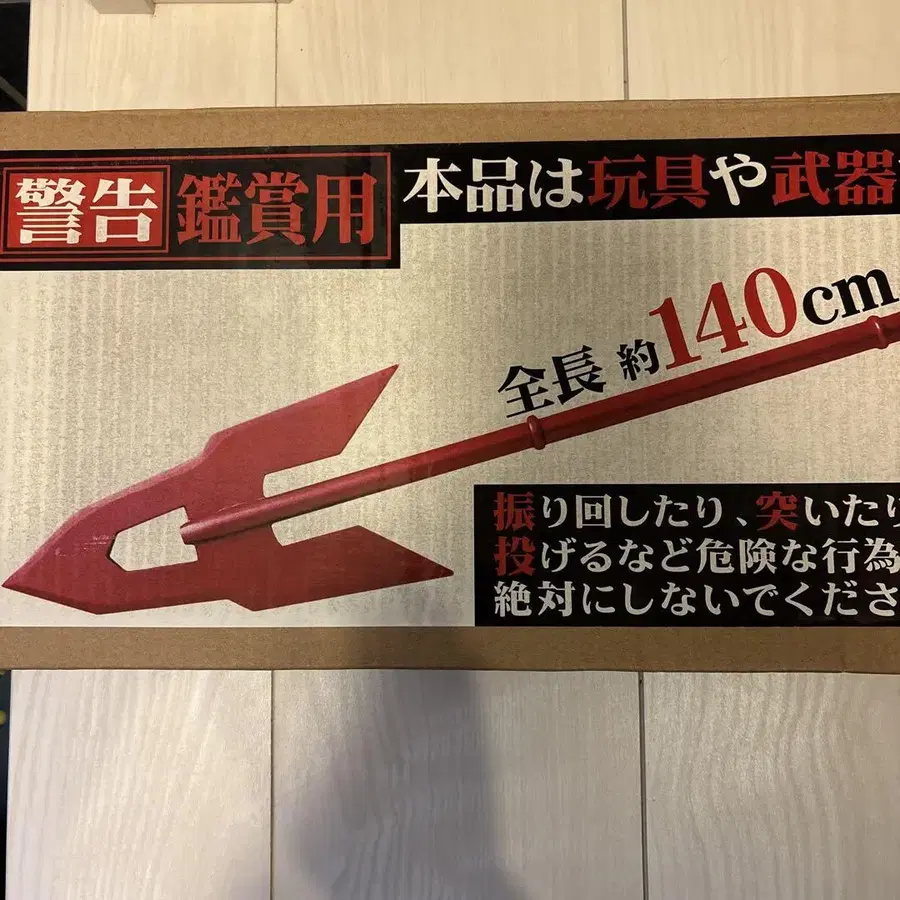 警告 鑑賞用 本品は玩具や武器
全長 約140cm
振り回したり、突いたり
投げるなど危険な行為
絶対にしないでくださ